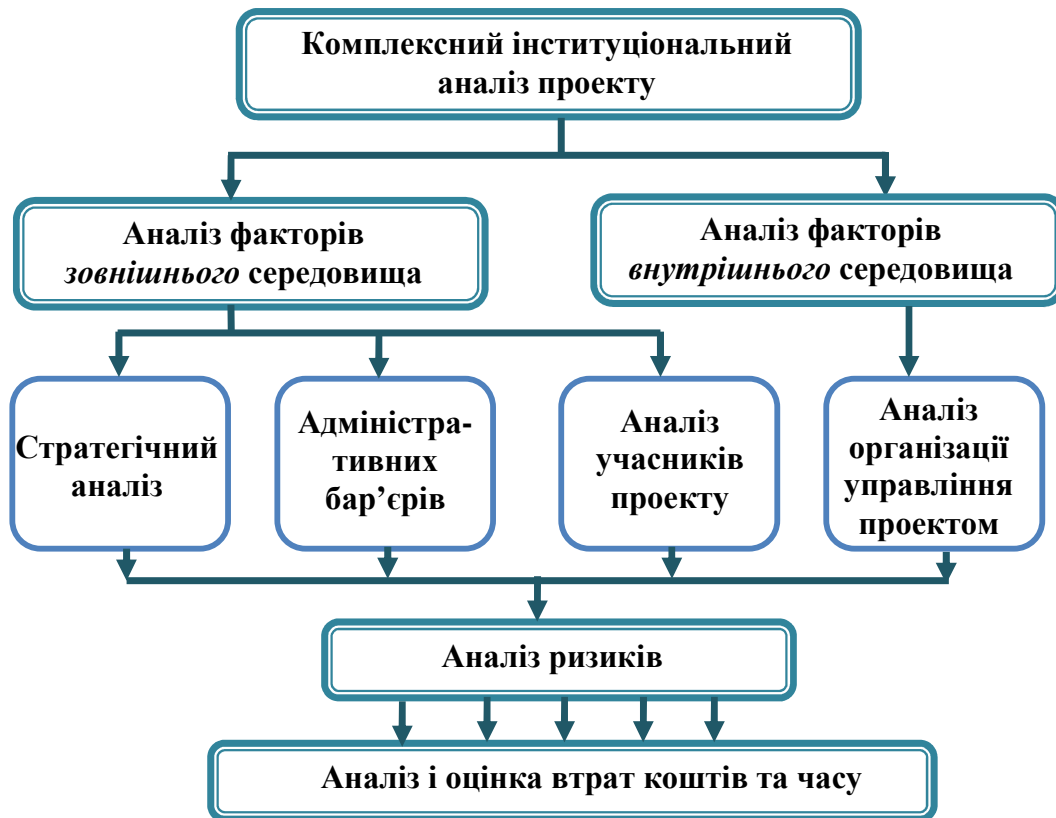 Комплексний інституціональний
аналіз проекту
Аналіз факторів
зовнішнього середовища
Аналіз факторів
внутрішнього середовища
Стратегічний
аналіз
Адміністра-
тивних
бар’єрів
Аналіз
учасників
проекту
Аналіз
організації
управління
проектом
Аналіз ризиків
Аналіз і оцінка втрат коштів та часу